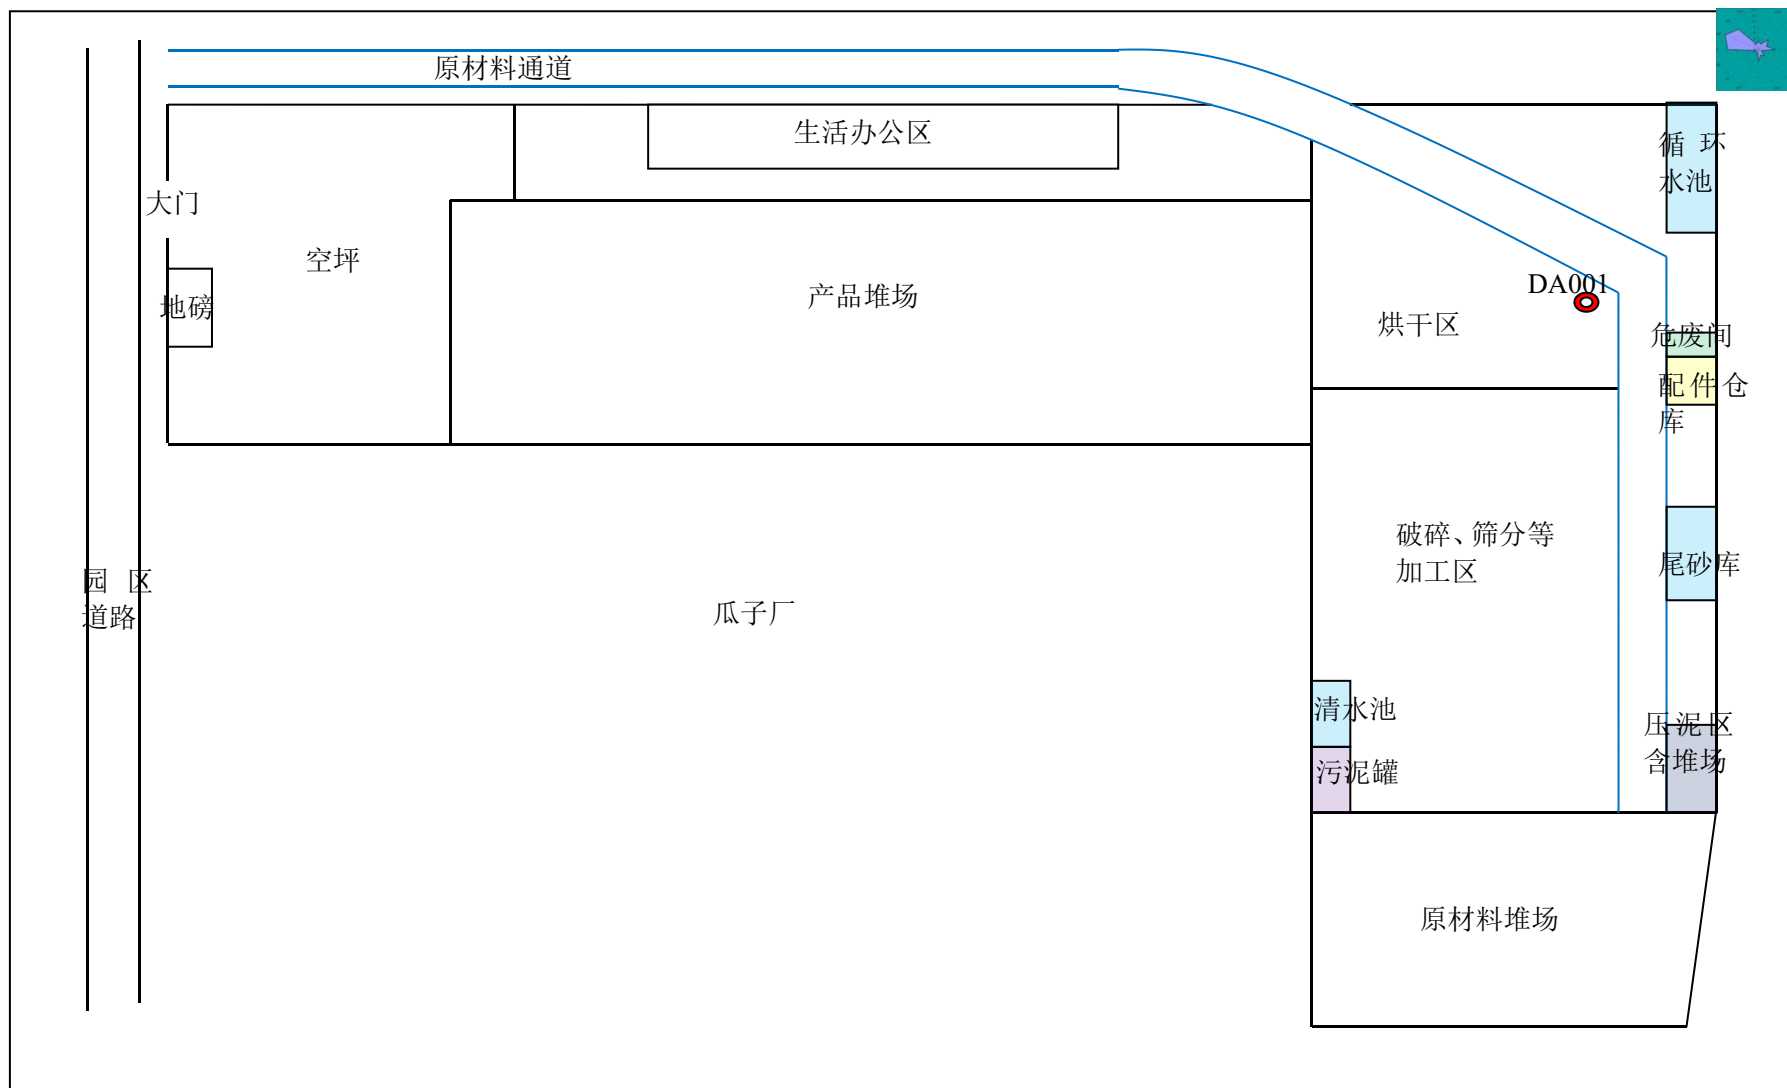 原材料通道
生活办公区
循环
水池
大门
空坪
地磅
产品堆场
DA001
烘干区
危废间
配件仓
库
破碎、筛分等
加工区
尾砂库
园区
道路
瓜子厂
清水池
污泥罐
压泥区
含堆场
原材料堆场